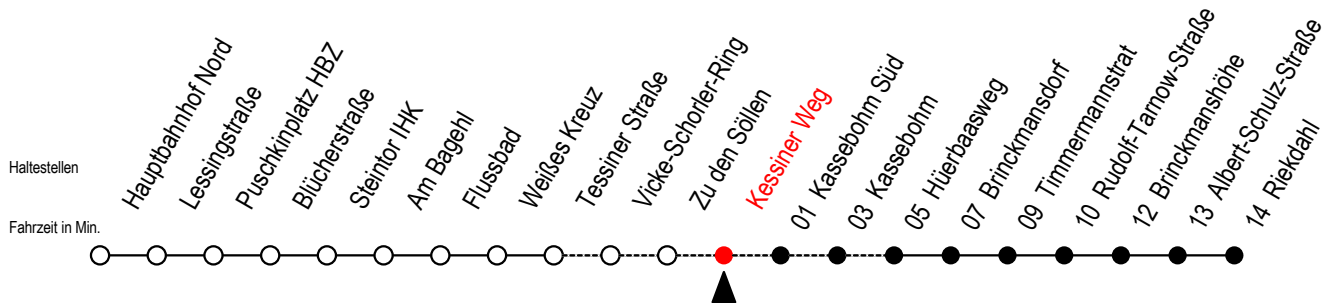 Haltestellen
Fahrzeit in Min.
Hauptbahnhof Nord
Lessingstraße
Puschkinplatz HBZ
Blücherstraße
Steintor IHK
Am Bagehl
Flussbad
Weißes Kreuz
Tessiner Straße
Vicke-Schorler-Ring
Zu den Söllen
Kessiner Weg
01 Kassebohm Süd
03 Kassebohm
05 Hüerbaasweg
07 Brinckmansdorf
09 Timmermannstrat
10 Rudolf-Tarnow-Straße
12 Brinckmanshöhe
13 Albert-Schulz-Straße
14 Riekdahl